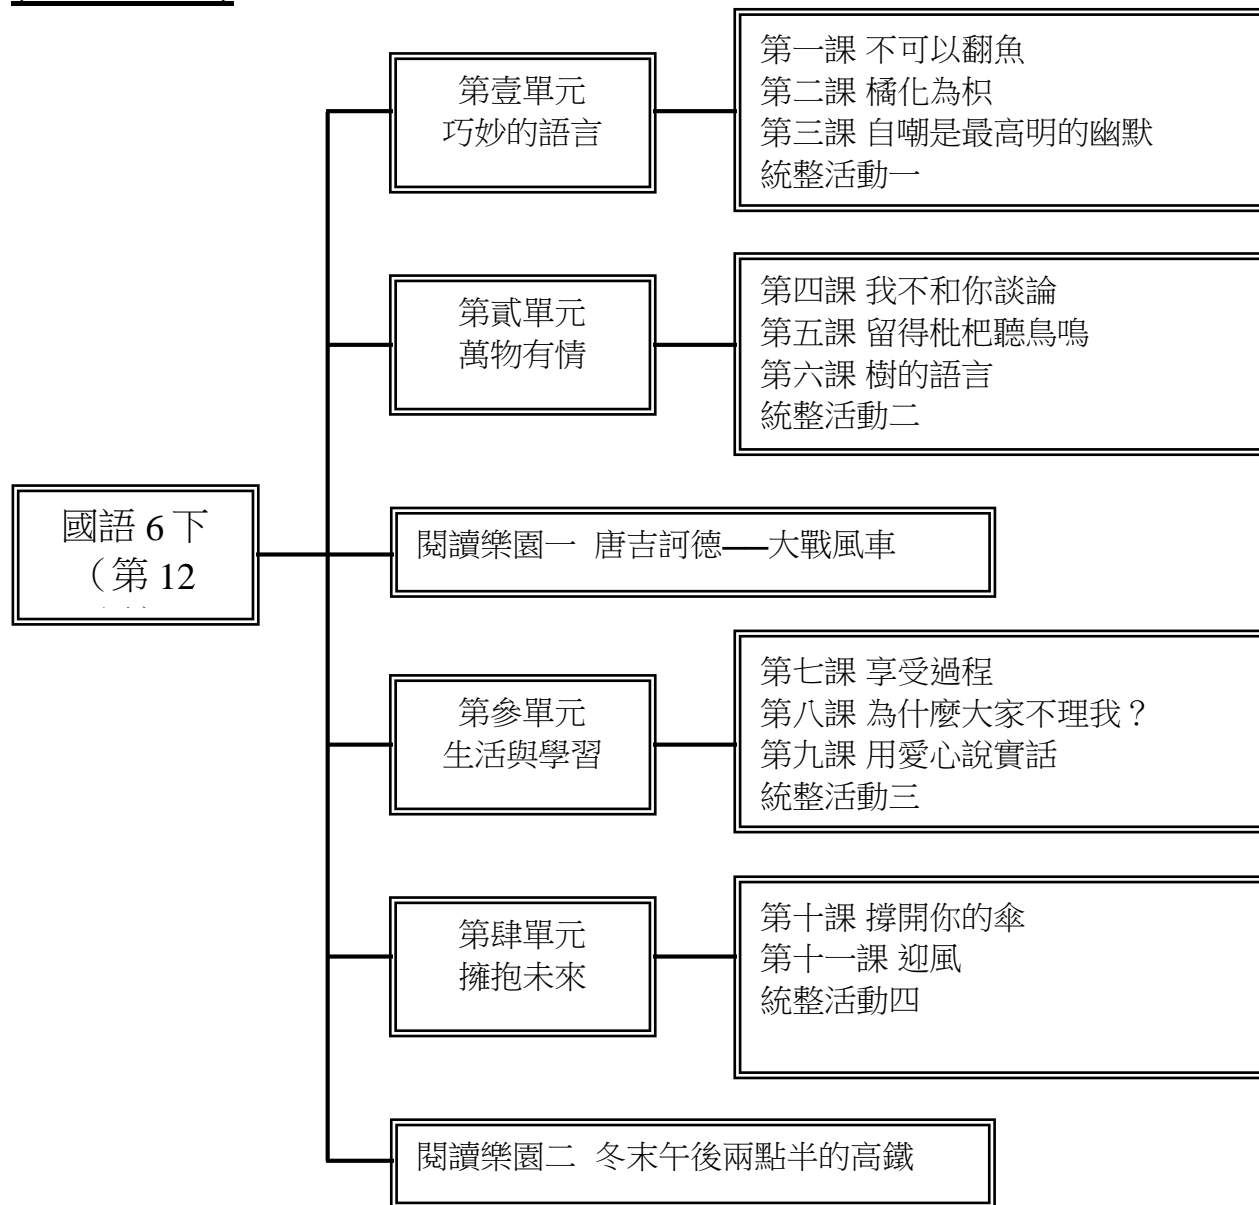 第壹單元
巧妙的語言
第一課 不可以翻魚
第二課 橘化為枳
第三課 自嘲是最高明的幽默
統整活動一
第貳單元
萬物有情
第四課 我不和你談論
第五課 留得枇杷聽鳥鳴
第六課 樹的語言
統整活動二
國語 6 下
（第 12
閱讀樂園一 唐吉訶德──大戰風車
第參單元
生活與學習
第七課 享受過程
第八課 為什麼大家不理我？
第九課 用愛心說實話
統整活動三
第肆單元
擁抱未來
第十課 撐開你的傘
第十一課 迎風
統整活動四
閱讀樂園二 冬末午後兩點半的高鐵